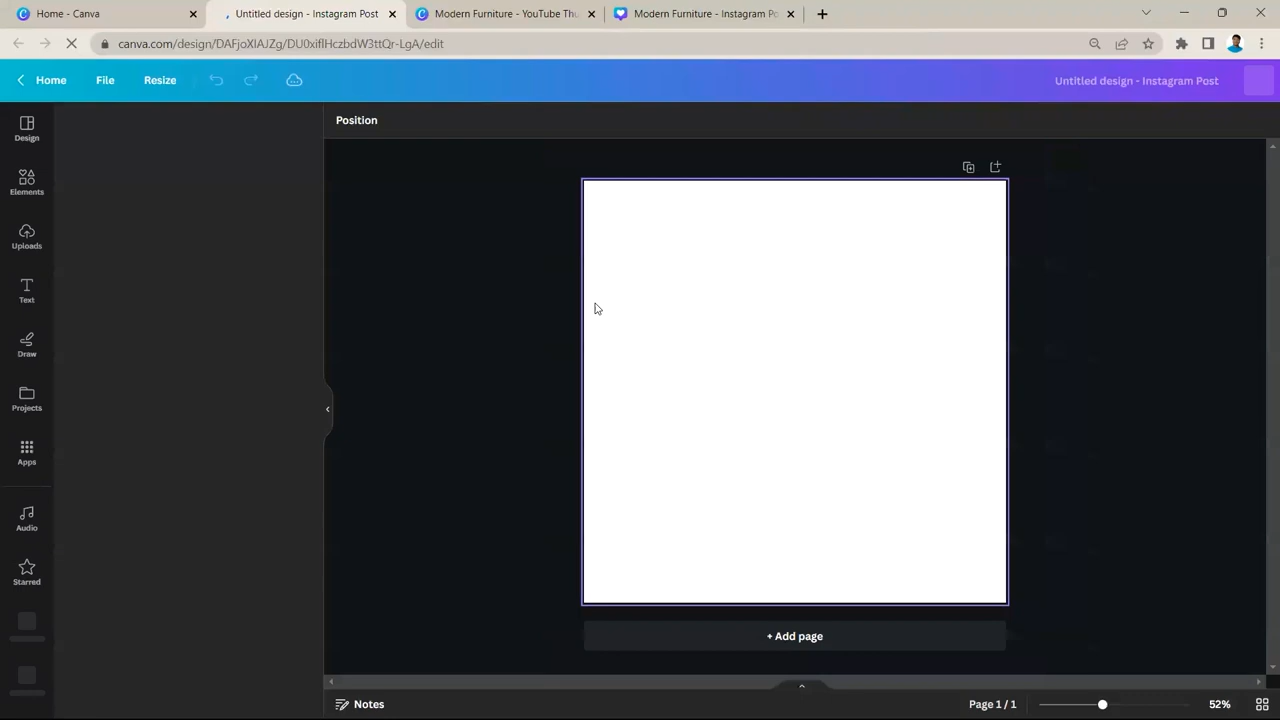 Home - Canva
Untitled design - Instagram Post
Modern Furniture - YouTube Thu
Modern Furniture - Instagram Po
canva.com/design/DAFjoXIAJZg/DU0xiflHczbdW3ttQr-LgA/edit
Home
File
Resize
Untitled design - Instagram Post
Position
Design
Elements
Uploads
Text
Draw
Projects
Apps
Audio
Starred
+ Add page
Notes
Page 1 / 1
52%